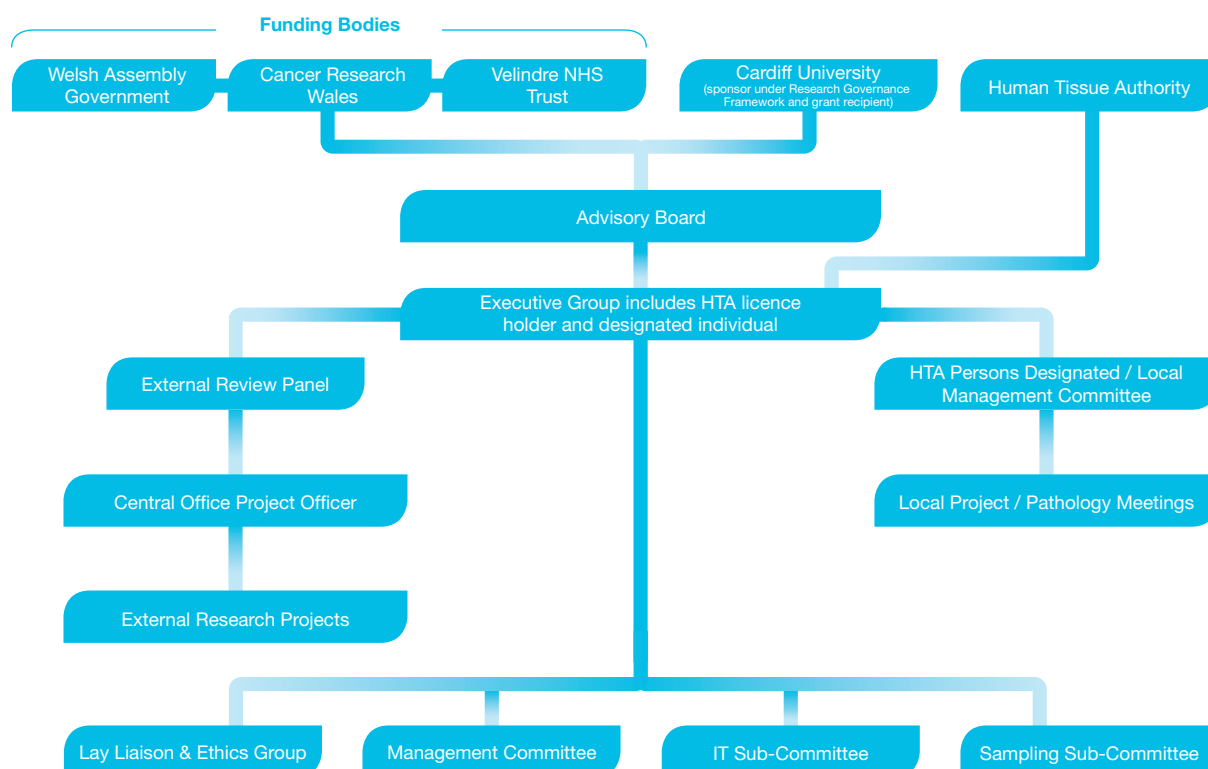 Funding Bodies
Welsh Assembly
Government
Cancer Research
Wales
Velindre NHS
Trust
Cardiff University
(sponsor under Research Governance
Framework and grant recipient)
Human Tissue Authority
Advisory Board
Executive Group includes HTA licence
holder and designated individual
External Review Panel
HTA Persons Designated / Local
Management Committee
Central Office Project Officer
Local Project / Pathology Meetings
External Research Projects
Lay Liaison & Ethics Group
Management Committee
IT Sub-Committee
Sampling Sub-Committee